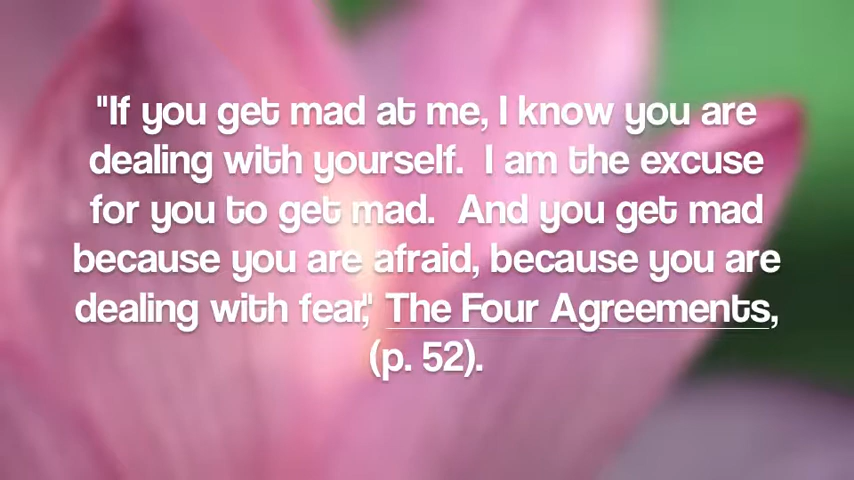 "If you get mad at me, I know you are
dealing with yourself.  I am the excuse
for you to get mad.  And you get mad
because you are afraid, because you are
dealing with fear," The Four Agreements,
(p. 52).